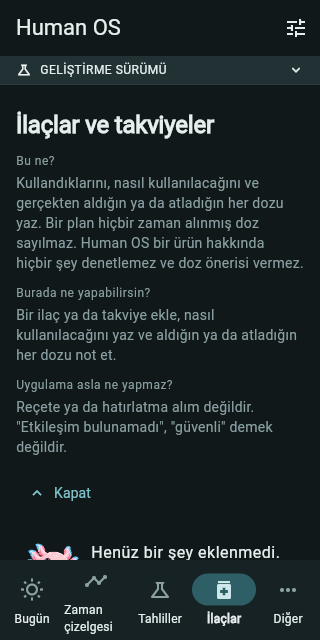 Human OS
GELİŞTİRME SÜRÜMÜ
İlaçlar ve takviyeler
Bu ne?
Kullandıklarını, nasıl kullanılacağını ve
gerçekten aldığın ya da atladığın her dozu
yaz. Bir plan hiçbir zaman alınmış doz
sayılmaz. Human OS bir ürün hakkında
hiçbir şey denetlemez ve doz önerisi vermez.
Burada ne yapabilirsin?
Bir ilaç ya da takviye ekle, nasıl
kullanılacağını yaz ve aldığın ya da atladığın
her dozu not et.
Uygulama asla ne yapmaz?
Reçete ya da hatırlatma alım değildir.
"Etkileşim bulunamadı", "güvenli" demek
değildir.
Kapat
Henüz bir şey eklenmedi.
Bugün
Zaman
çizelgesi
Tahliller
İlaçlar
Diğer